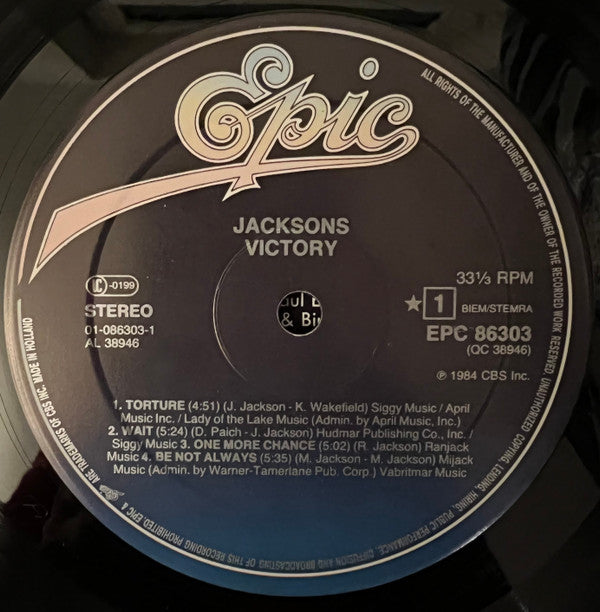 Epic
JACKSONS
VICTORY
C -0199
STEREO
01-086303-1
AL 38946
33⅓ RPM
★ 1 BIEM/STEMRA
EPC 86303
(QC 38946)
℗ 1984 CBS Inc.
& Bi
1. TORTURE (4:51) (J. Jackson - K. Wakefield) Siggy Music / April
Music Inc. / Lady of the Lake Music (Admin. by April Music, Inc.)
2. WAIT (5:24) (D. Paich - J. Jackson) Hudmar Publishing Co., Inc. /
Siggy Music 3. ONE MORE CHANCE (5:02) (R. Jackson) Ranjack
Music 4. BE NOT ALWAYS (5:35) (M. Jackson - M. Jackson) Mijack
Music (Admin. by Warner-Tamerlane Pub. Corp.) Vabritmar Music
ALL RIGHTS OF THE MANUFACTURER AND OF THE OWNER OF THE RECORDED WORK RESERVED. UNAUTHORIZED COPYING, LENDING, HIRING, PUBLIC PERFORMANCE, DIFFUSION AND BROADCASTING OF THIS RECORDING PROHIBITED. EPIC & Epic ARE TRADEMARKS OF CBS INC. MADE IN HOLLAND